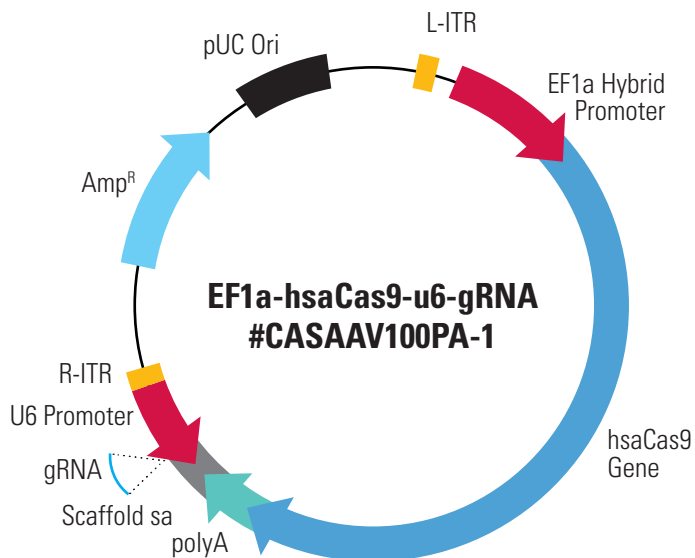 L-ITR
pUC Ori
EF1a Hybrid
Promoter
Amp^R
EF1a-hsaCas9-u6-gRNA
#CASAAV100PA-1
R-ITR
U6 Promoter
gRNA
Scaffold sa
polyA
hsaCas9
Gene